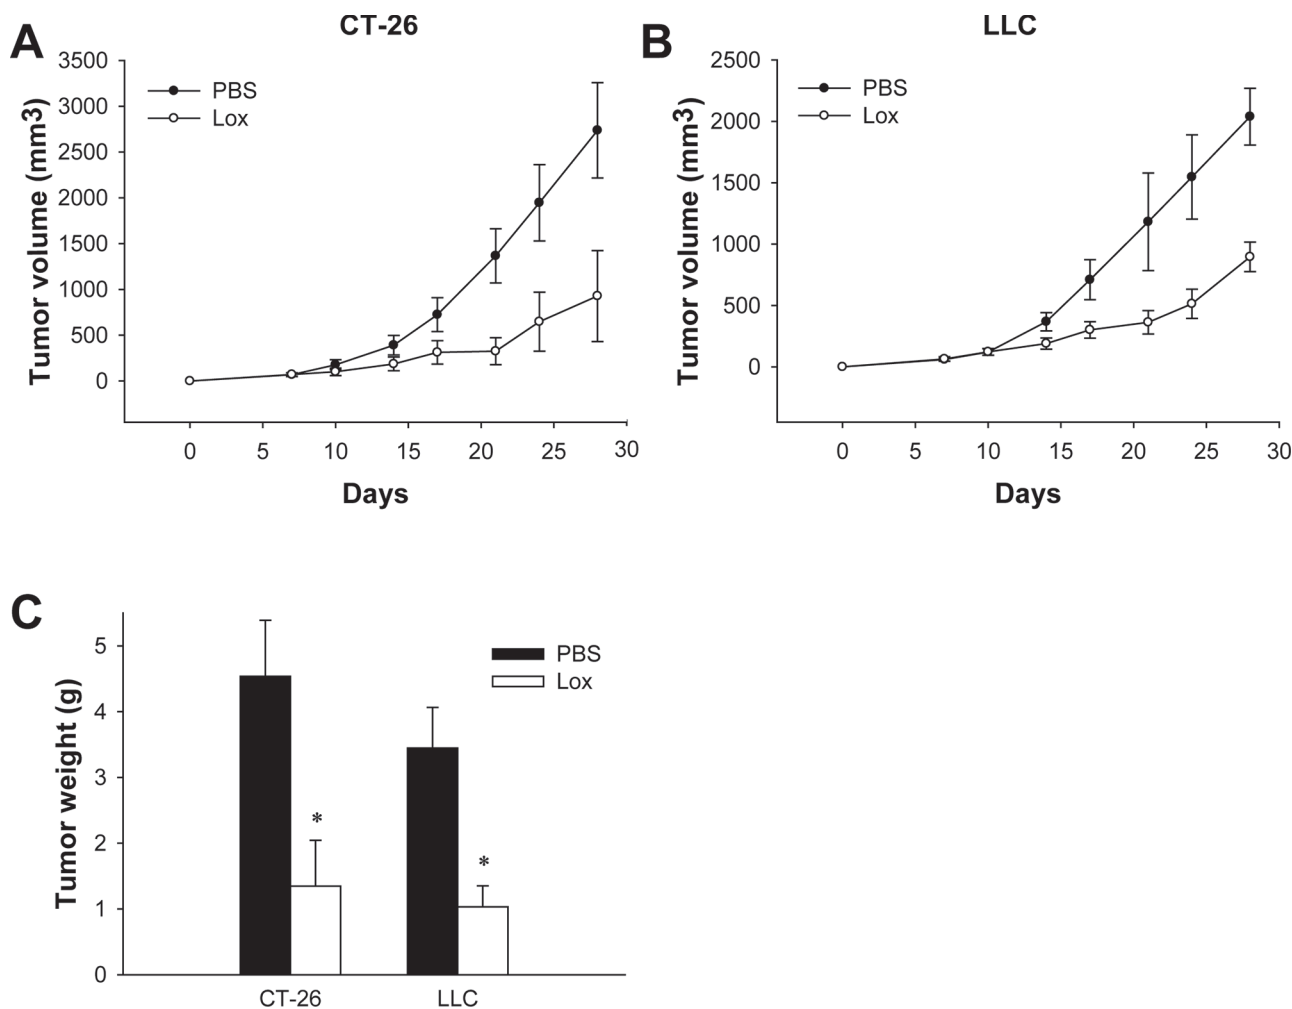 A
CT-26
3500
3000
2500
2000
1500
1000
500
0
Tumor volume (mm3)
PBS
Lox
0 5 10 15 20 25 30
Days
B
LLC
2500
2000
1500
1000
500
0
Tumor volume (mm3)
PBS
Lox
0 5 10 15 20 25 30
Days
C
5
4
3
2
1
0
Tumor weight (g)
PBS
Lox
*
*
CT-26 LLC